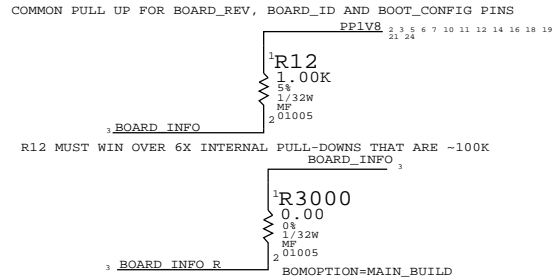 COMMON PULL UP FOR BOARD_REV, BOARD_ID AND BOOT_CONFIG PINS
PP1V8 2 3 5 6 7 10 11 12 14 16 18 19
21 24
1 R12
1.00K
5%
1/32W
MF
2 01005
3 BOARD_INFO
R12 MUST WIN OVER 6X INTERNAL PULL-DOWNS THAT ARE ~100K
BOARD_INFO 3
1 R3000
0.00
0%
1/32W
MF
2 01005
3 BOARD_INFO_R
BOMOPTION=MAIN_BUILD